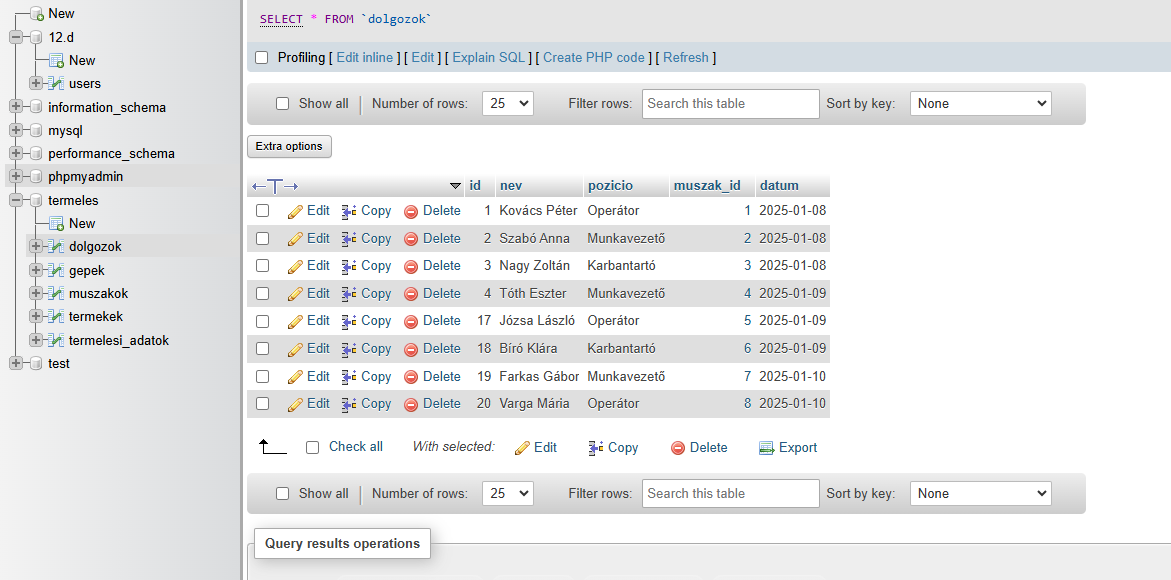 New
12.d
New
users
information_schema
mysql
performance_schema
phpmyadmin
termeles
New
dolgozok
gepek
muszakok
termekek
termelesi_adatok
test
SELECT * FROM `dolgozok`
Profiling [ Edit inline ] [ Edit ] [ Explain SQL ] [ Create PHP code ] [ Refresh ]
Show all Number of rows: 25 Filter rows: Search this table Sort by key: None
Extra options
←T→ id nev pozicio muszak_id datum
Edit Copy Delete 1 Kovács Péter Operátor 1 2025-01-08
Edit Copy Delete 2 Szabó Anna Munkavezető 2 2025-01-08
Edit Copy Delete 3 Nagy Zoltán Karbantartó 3 2025-01-08
Edit Copy Delete 4 Tóth Eszter Munkavezető 4 2025-01-09
Edit Copy Delete 17 Józsa László Operátor 5 2025-01-09
Edit Copy Delete 18 Bíró Klára Karbantartó 6 2025-01-09
Edit Copy Delete 19 Farkas Gábor Munkavezető 7 2025-01-10
Edit Copy Delete 20 Varga Mária Operátor 8 2025-01-10
Check all With selected: Edit Copy Delete Export
Show all Number of rows: 25 Filter rows: Search this table Sort by key: None
Query results operations